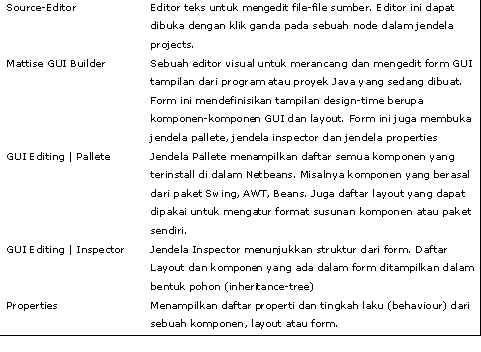 Source-Editor Editor teks untuk mengedit file-file sumber. Editor ini dapat
dibuka dengan klik ganda pada sebuah node dalam jendela
projects.
Mattise GUI Builder Sebuah editor visual untuk merancang dan mengedit form GUI
tampilan dari program atau proyek Java yang sedang dibuat.
Form ini mendefinisikan tampilan design-time berupa
komponen-komponen GUI dan layout. Form ini juga membuka
jendela pallete, jendela inspector dan jendela properties
GUI Editing | Pallete Jendela Pallete menampilkan daftar semua komponen yang
terinstall di dalam Netbeans. Misalnya komponen yang berasal
dari paket Swing, AWT, Beans. Juga daftar layout yang dapat
dipakai untuk mengatur format susunan komponen atau paket
sendiri.
GUI Editing | Inspector Jendela Inspector menunjukkan struktur dari form. Daftar
Layout dan komponen yang ada dalam form ditampilkan dalam
bentuk pohon (inheritance-tree)
Properties Menampilkan daftar properti dan tingkah laku (behaviour) dari
sebuah komponen, layout atau form.